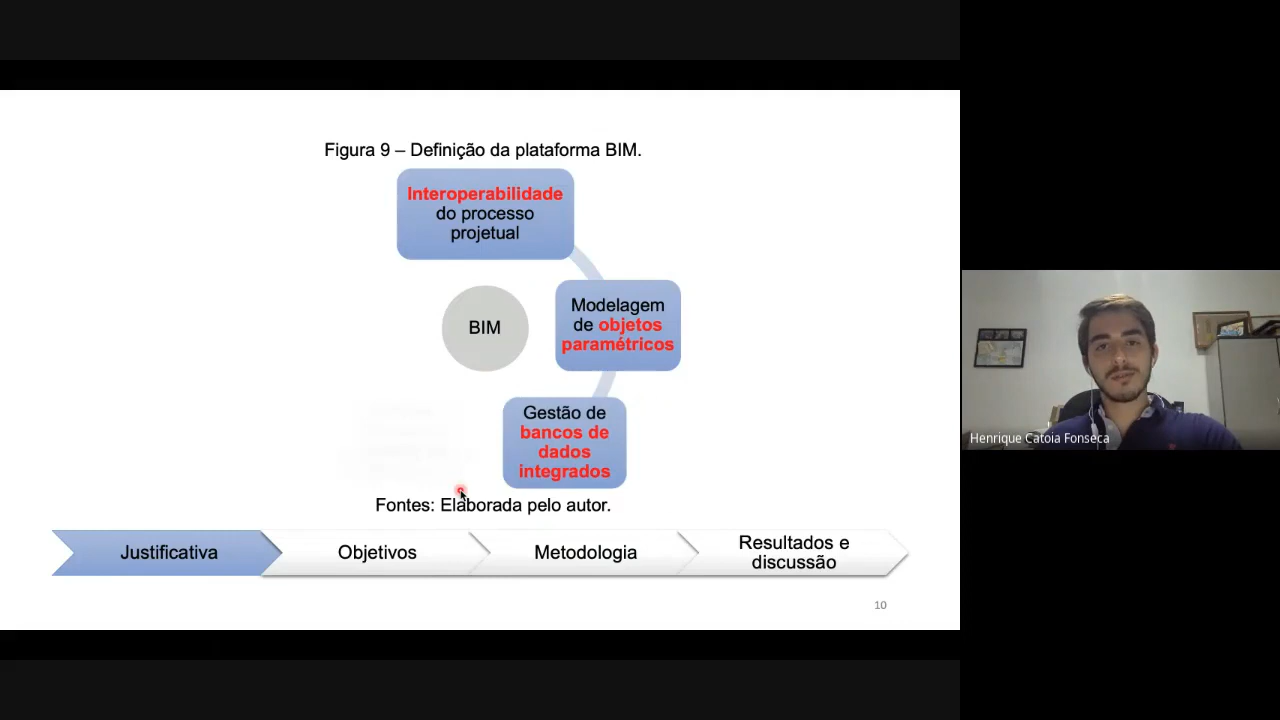 Figura 9 – Definição da plataforma BIM.
Interoperabilidade
do processo
projetual
BIM
Modelagem
de objetos
paramétricos
Gestão de
bancos de
dados
integrados
Fontes: Elaborada pelo autor.
Justificativa
Objetivos
Metodologia
Resultados e
discussão
10
Henrique Catoia Fonseca